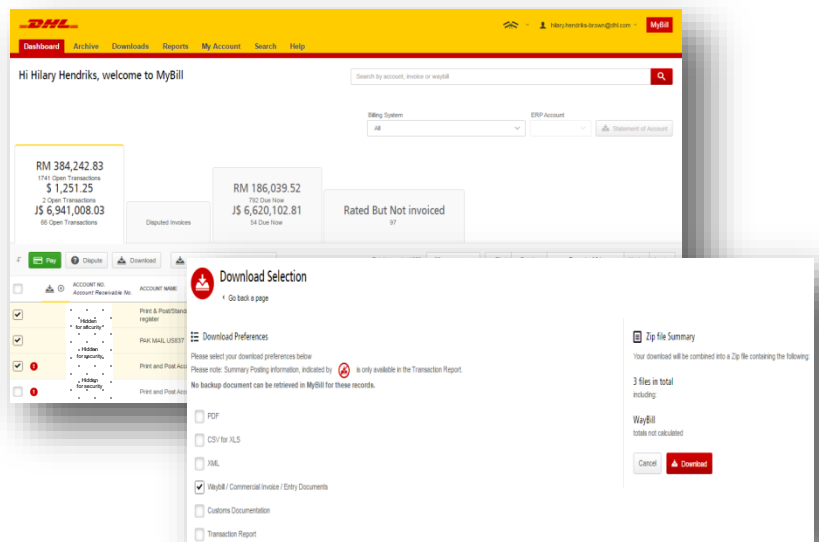 DHL
hilary.hendriks-brown@dhl.com
MyBill
Dashboard Archive Downloads Reports My Account Search Help
Hi Hilary Hendriks, welcome to MyBill
Search by account, invoice or waybill
Billing System
ERP Account
All
Statement of Account
RM 384,242.83
1741 Open Transactions
$ 1,251.25
2 Open Transactions
J$ 6,941,008.03
66 Open Transactions
Disputed Invoices
RM 186,039.52
792 Due Now
J$ 6,620,102.81
54 Due Now
Rated But Not invoiced
97
Pay Dispute Download
ACCOUNT NO.
Account Receivable No.
ACCOUNT NAME
Hidden
for security
Print & Post/Stand
register
Hidden
for security
PAK MAIL US837
Hidden
for security
Print and Post Acc
Hidden
for security
Print and Post Acc
Download Selection
Go back a page
Download Preferences
Please select your download preferences below
Please note: Summary Posting information, indicated by is only available in the Transaction Report.
No backup document can be retrieved in MyBill for these records.
PDF
CSV for XLS
XML
Waybill / Commercial Invoice / Entry Documents
Customs Documentation
Transaction Report
Zip file Summary
Your download will be combined into a Zip file containing the following:
3 files in total
including:
WayBill
totals not calculated
Cancel Download